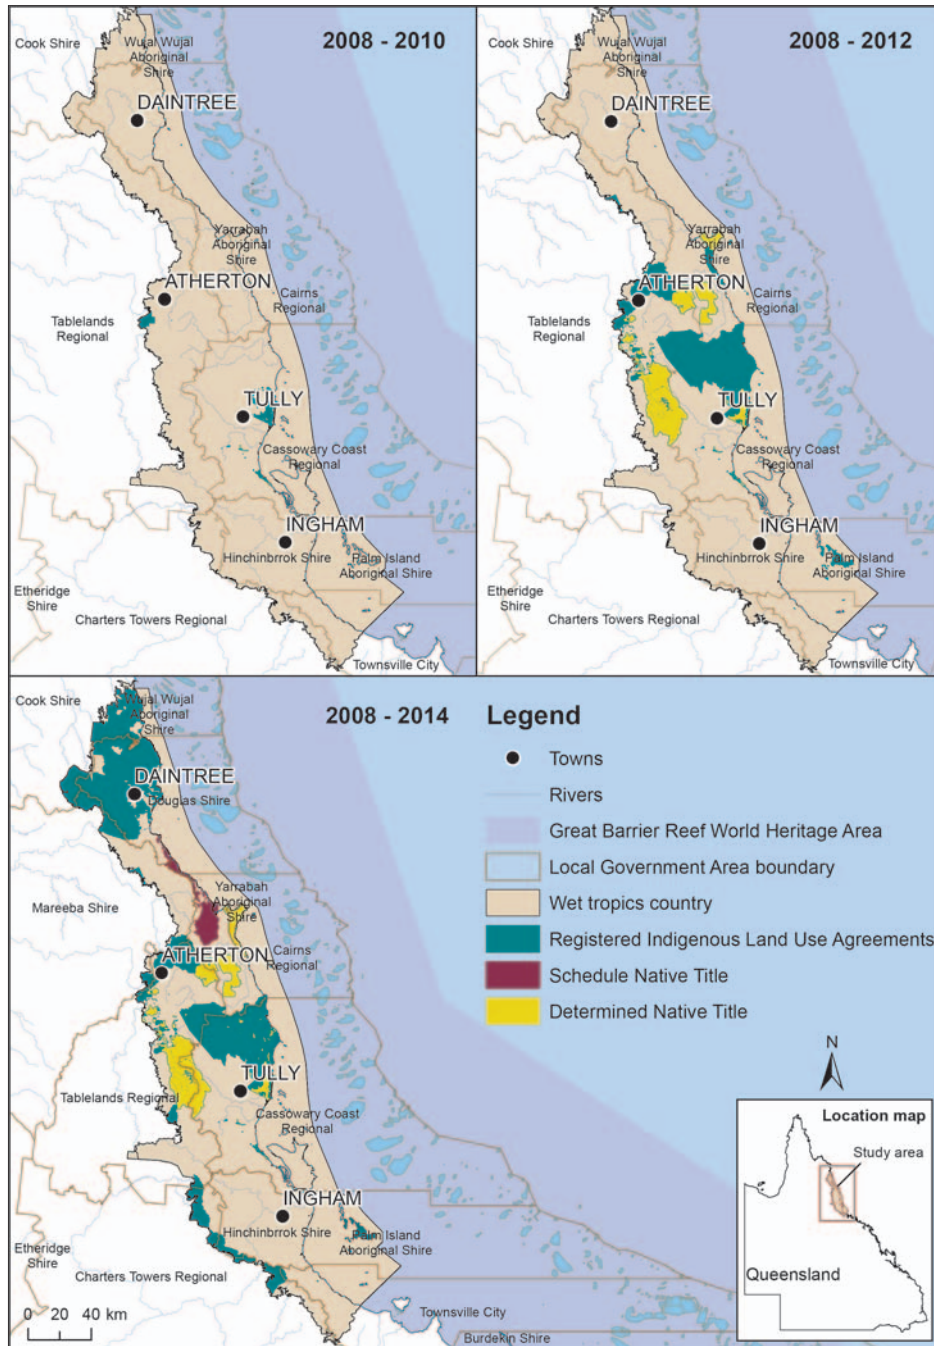 2008 - 2010
Cook Shire
Wujal Wujal
Aboriginal
Shire
DAINTREE
Yarrabah
Aboriginal
Shire
ATHERTON
Cairns
Regional
Tablelands
Regional
TULLY
Cassowary Coast
Regional
INGHAM
Hinchinbrrok Shire
Palm Island
Aboriginal Shire
Etheridge
Shire
Charters Towers Regional
Townsville City
2008 - 2012
Cook Shire
Wujal Wujal
Aboriginal
Shire
DAINTREE
Yarrabah
Aboriginal
Shire
ATHERTON
Cairns
Regional
Tablelands
Regional
TULLY
Cassowary Coast
Regional
INGHAM
Hinchinbrrok Shire
Palm Island
Aboriginal Shire
Etheridge
Shire
Charters Towers Regional
Townsville City
2008 - 2014
Cook Shire
Wujal Wujal
Aboriginal
Shire
DAINTREE
Douglas Shire
Mareeba Shire
Yarrabah
Aboriginal
Shire
ATHERTON
Cairns
Regional
TULLY
Tablelands Regional
Cassowary Coast
Regional
INGHAM
Hinchinbrrok Shire
Palm Island
Aboriginal Shire
Etheridge
Shire
Charters Towers Regional
0 20 40 km
Townsville City
Burdekin Shire
Legend
Towns
Rivers
Great Barrier Reef World Heritage Area
Local Government Area boundary
Wet tropics country
Registered Indigenous Land Use Agreements
Schedule Native Title
Determined Native Title
N
Location map
Study area
Queensland